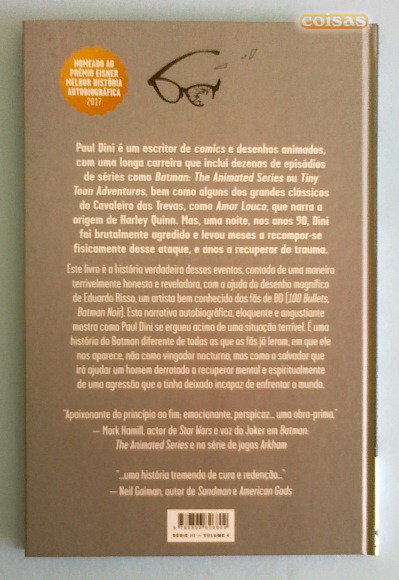 coisas
NOMEADO AO
PRÉMIO EISNER
MELHOR HISTÓRIA
AUTOBIOGRÁFICA
2017
Paul Dini é um escritor de comics e desenhos animados,
com uma longa carreira que inclui dezenas de episódios
de séries como Batman: The Animated Series ou Tiny
Toon Adventures, bem como alguns dos grandes clássicos
do Cavaleiro das Trevas, como Amor Louco, que narra a
origem de Harley Quinn. Mas, uma noite, nos anos 90, Dini
foi brutalmente agredido e levou meses a recompor-se
fisicamente desse ataque, e anos a recuperar do trauma.
Este livro é a história verdadeira desses eventos, contada de uma maneira
terrivelmente honesta e reveladora, com a ajuda do desenho magnífico
de Eduardo Risso, um artista bem conhecido dos fãs de BD (100 Bullets,
Batman Noir). Esta narrativa autobiográfica, eloquente e angustiante
mostra como Paul Dini se ergueu acima de uma situação terrível. É uma
história do Batman diferente de todas as que os fãs já leram, em que ele
nos aparece, não como vingador nocturno, mas como o salvador que
irá ajudar um homem derrotado a recuperar mental e espiritualmente
de uma agressão que o tinha deixado incapaz de enfrentar o mundo.
"Apaixonante do princípio ao fim; emocionante, perspicaz... uma obra-prima."
— Mark Hamill, actor de Star Wars e voz do Joker em Batman:
The Animated Series e na série de jogos Arkham
"...uma história tremenda de cura e redenção..."
— Neil Gaiman, autor de Sandman e American Gods
SÉRIE III — VOLUME 4